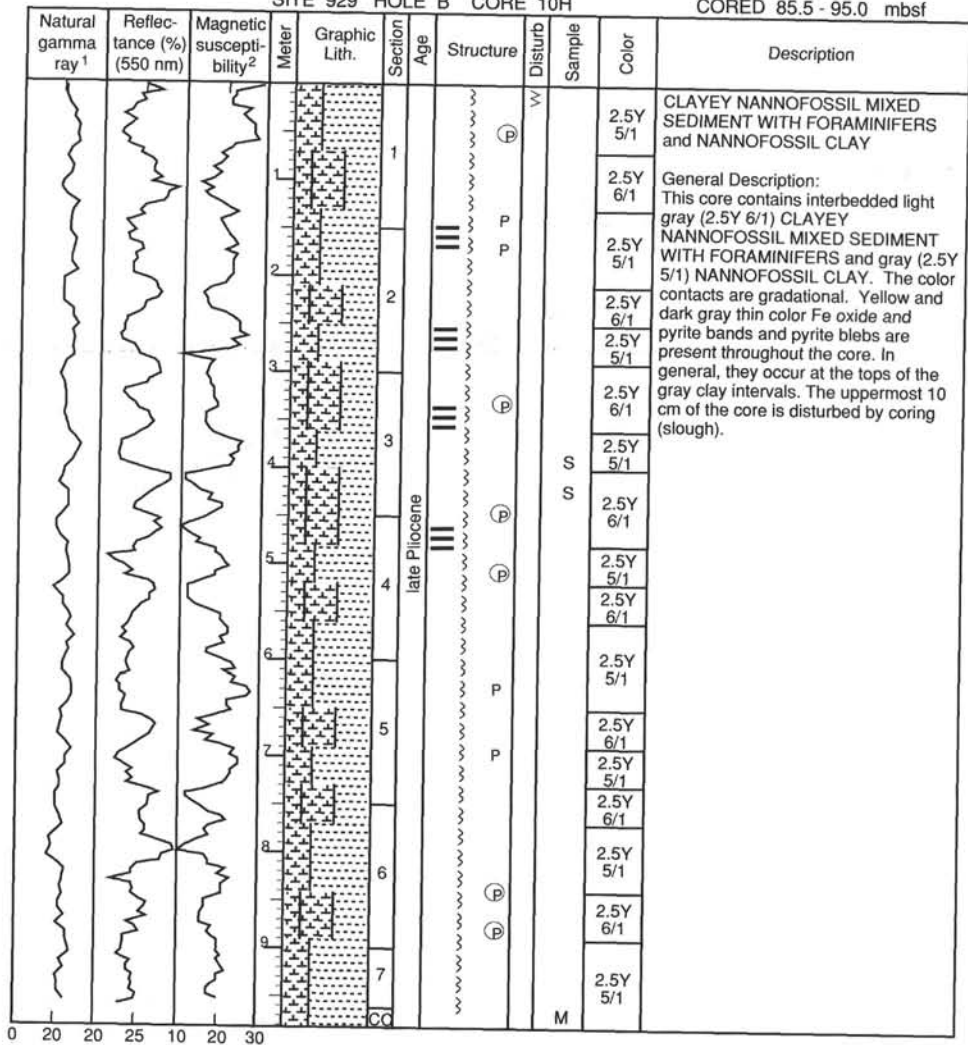 SITE 929 HOLE B CORE 10H CORED 85.5 - 95.0 mbsf
Natural gamma ray1
Reflec-tance (%) (550 nm)
Magnetic suscepti-bility2
Meter
Graphic Lith.
Section
Age
Structure
Disturb
Sample
Color
Description
1
2
3
4
5
6
7
8
9
1
2
3
4
5
6
7
CC
late Pliocene
P
P
P
P
P
P
P
P
P
P
W
S
S
M
2.5Y
5/1
2.5Y
6/1
2.5Y
5/1
2.5Y
6/1
2.5Y
5/1
2.5Y
6/1
2.5Y
5/1
2.5Y
6/1
2.5Y
5/1
2.5Y
6/1
2.5Y
5/1
2.5Y
6/1
2.5Y
5/1
2.5Y
6/1
2.5Y
5/1
2.5Y
6/1
2.5Y
5/1
CLAYEY NANNOFOSSIL MIXED
SEDIMENT WITH FORAMINIFERS
and NANNOFOSSIL CLAY
General Description:
This core contains interbedded light
gray (2.5Y 6/1) CLAYEY
NANNOFOSSIL MIXED SEDIMENT
WITH FORAMINIFERS and gray (2.5Y
5/1) NANNOFOSSIL CLAY. The color
contacts are gradational. Yellow and
dark gray thin color Fe oxide and
pyrite bands and pyrite blebs are
present throughout the core. In
general, they occur at the tops of the
gray clay intervals. The uppermost 10
cm of the core is disturbed by coring
(slough).
0 20 20 25 10 20 30